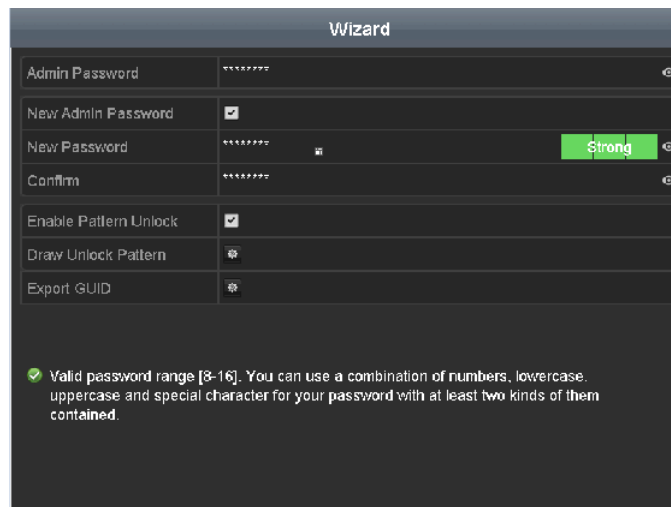 Wizard
Admin Password ********
New Admin Password
New Password ******** Strong
Confirm ********
Enable Pattern Unlock
Draw Unlock Pattern
Export GUID
Valid password range [8-16]. You can use a combination of numbers, lowercase,
uppercase and special character for your password with at least two kinds of them
contained.